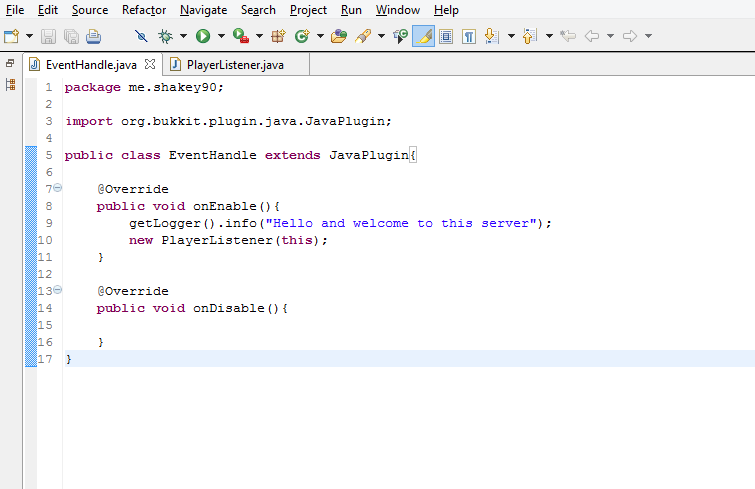 File Edit Source Refactor Navigate Search Project Run Window Help
EventHandle.java PlayerListener.java
1 package me.shakey90;
2
3 import org.bukkit.plugin.java.JavaPlugin;
4
5 public class EventHandle extends JavaPlugin{
6
7 @Override
8 public void onEnable(){
9 getLogger().info("Hello and welcome to this server");
10 new PlayerListener(this);
11 }
12
13 @Override
14 public void onDisable(){
15
16 }
17 }